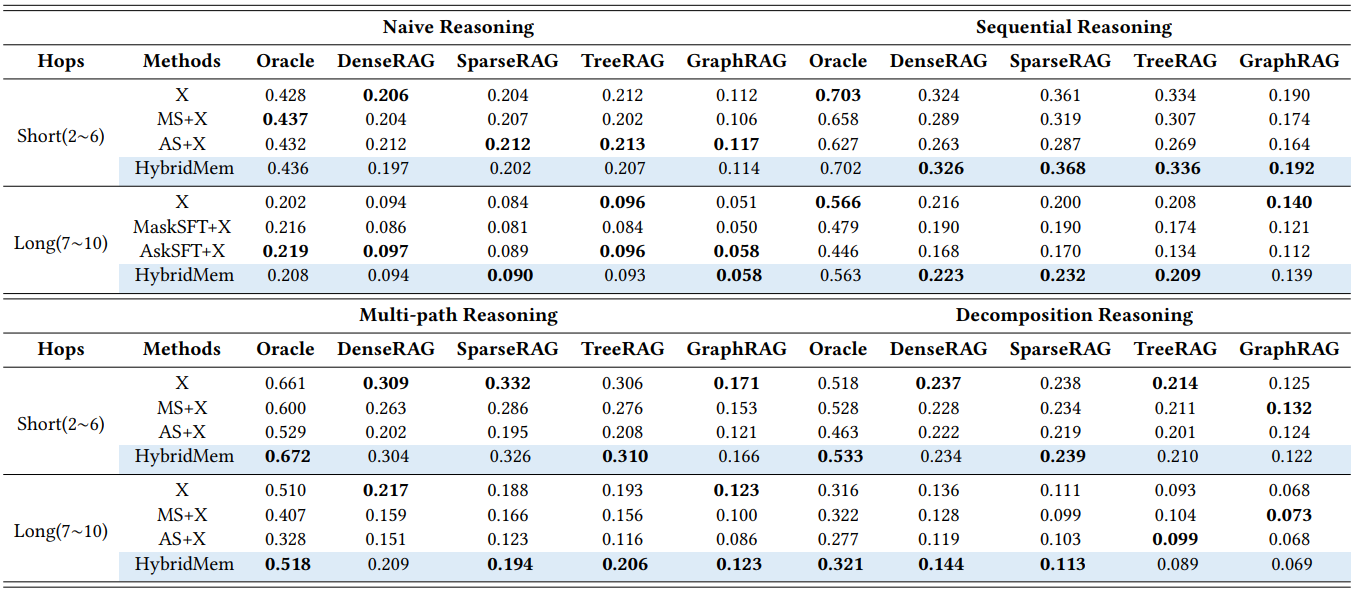 Naive Reasoning Sequential Reasoning
Hops Methods Oracle DenseRAG SparseRAG TreeRAG GraphRAG Oracle DenseRAG SparseRAG TreeRAG GraphRAG
X 0.428 0.206 0.204 0.212 0.112 0.703 0.324 0.361 0.334 0.190
MS+X 0.437 0.204 0.207 0.202 0.106 0.658 0.289 0.319 0.307 0.174
Short(2~6)
AS+X 0.432 0.212 0.212 0.213 0.117 0.627 0.263 0.287 0.269 0.164
HybridMem 0.436 0.197 0.202 0.207 0.114 0.702 0.326 0.368 0.336 0.192
X 0.202 0.094 0.084 0.096 0.051 0.566 0.216 0.200 0.208 0.140
MaskSFT+X 0.216 0.086 0.081 0.084 0.050 0.479 0.190 0.190 0.174 0.121
Long(7~10)
AskSFT+X 0.219 0.097 0.089 0.096 0.058 0.446 0.168 0.170 0.134 0.112
HybridMem 0.208 0.094 0.090 0.093 0.058 0.563 0.223 0.232 0.209 0.139
Multi-path Reasoning Decomposition Reasoning
Hops Methods Oracle DenseRAG SparseRAG TreeRAG GraphRAG Oracle DenseRAG SparseRAG TreeRAG GraphRAG
X 0.661 0.309 0.332 0.306 0.171 0.518 0.237 0.238 0.214 0.125
MS+X 0.600 0.263 0.286 0.276 0.153 0.528 0.228 0.234 0.211 0.132
Short(2~6)
AS+X 0.529 0.202 0.195 0.208 0.121 0.463 0.222 0.219 0.201 0.124
HybridMem 0.672 0.304 0.326 0.310 0.166 0.533 0.234 0.239 0.210 0.122
X 0.510 0.217 0.188 0.193 0.123 0.316 0.136 0.111 0.093 0.068
MS+X 0.407 0.159 0.166 0.156 0.100 0.322 0.128 0.099 0.104 0.073
Long(7~10)
AS+X 0.328 0.151 0.123 0.116 0.086 0.277 0.119 0.103 0.099 0.068
HybridMem 0.518 0.209 0.194 0.206 0.123 0.321 0.144 0.113 0.089 0.069